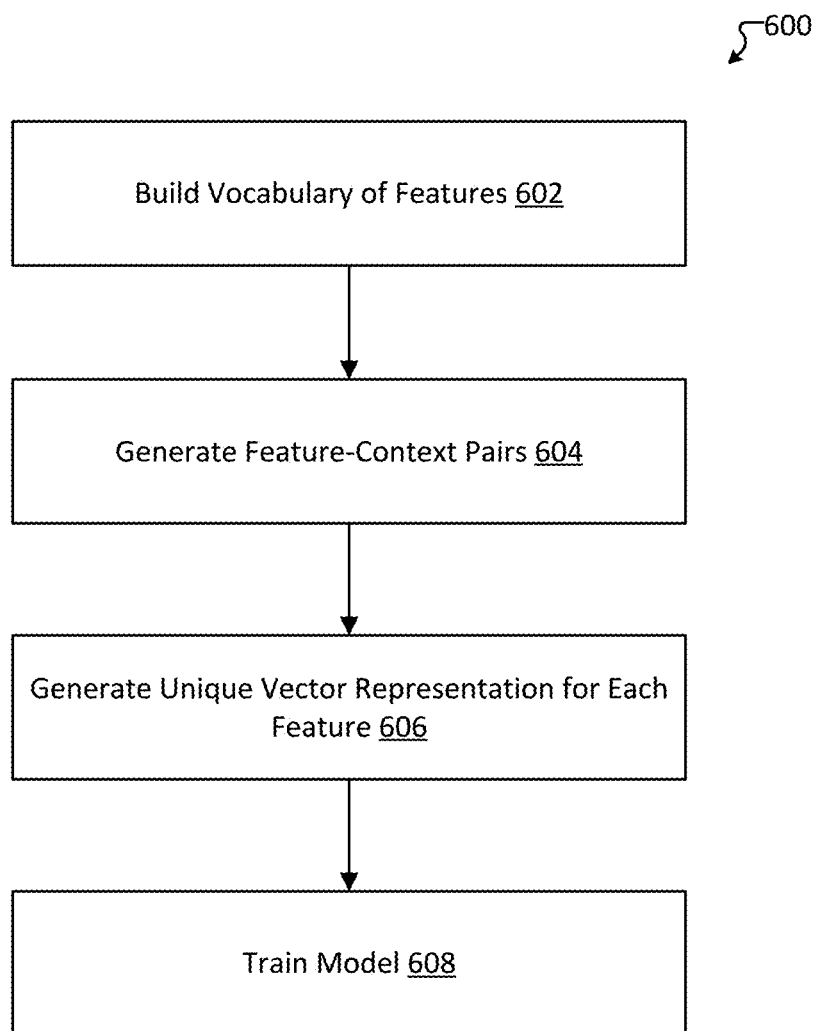 600
Build Vocabulary of Features 602
Generate Feature-Context Pairs 604
Generate Unique Vector Representation for Each
Feature 606
Train Model 608